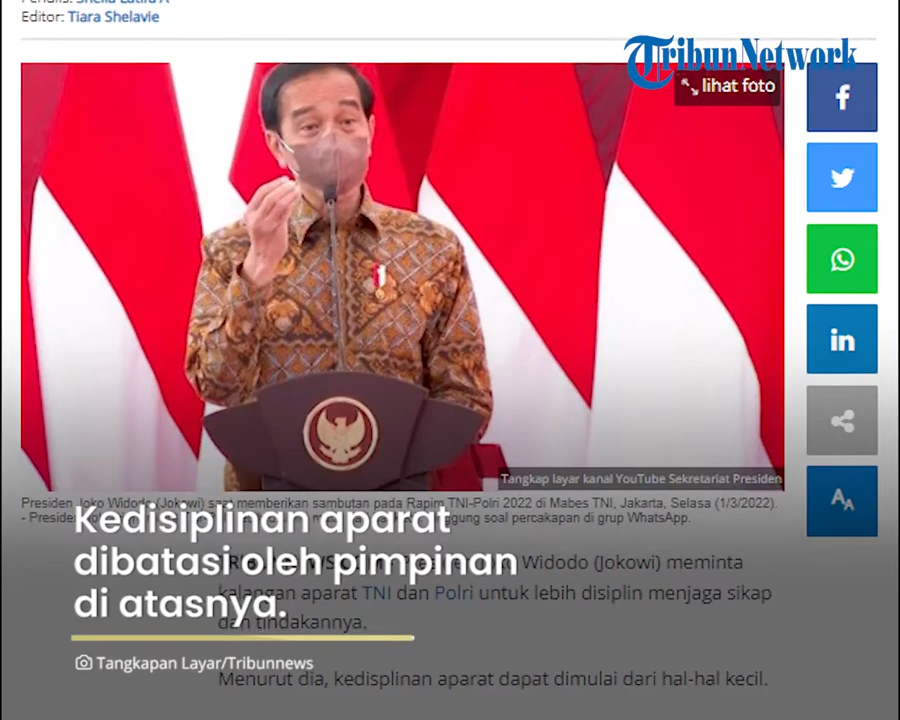 Editor: Tiara Shelavie
TribunNetwork
lihat foto
Tangkap layar kanal YouTube Sekretariat Presiden
Presiden Joko Widodo (Jokowi) saat memberikan sambutan pada Rapim TNI-Polri 2022 di Mabes TNI, Jakarta, Selasa (1/3/2022).
soal percakapan di grup WhatsApp.
Kedisiplinan aparat
dibatasi oleh pimpinan
di atasnya.
Widodo (Jokowi) meminta
kalangan aparat TNI dan Polri untuk lebih disiplin menjaga sikap
dan tindakannya.
Tangkapan Layar/Tribunnews
Menurut dia, kedisplinan aparat dapat dimulai dari hal-hal kecil.